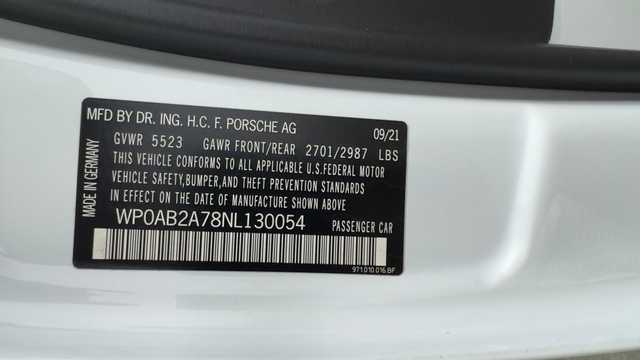 MFD BY DR. ING. H.C. F. PORSCHE AG 09/21
GVWR 5523 GAWR FRONT/REAR 2701/2987 LBS
THIS VEHICLE CONFORMS TO ALL APPLICABLE U.S.FEDERAL MOTOR
VEHICLE SAFETY,BUMPER,AND THEFT PREVENTION STANDARDS
IN EFFECT ON THE DATE OF MANUFACTURE SHOWN ABOVE
WP0AB2A78NL130054 PASSENGER CAR
971.010.016 BF
MADE IN GERMANY